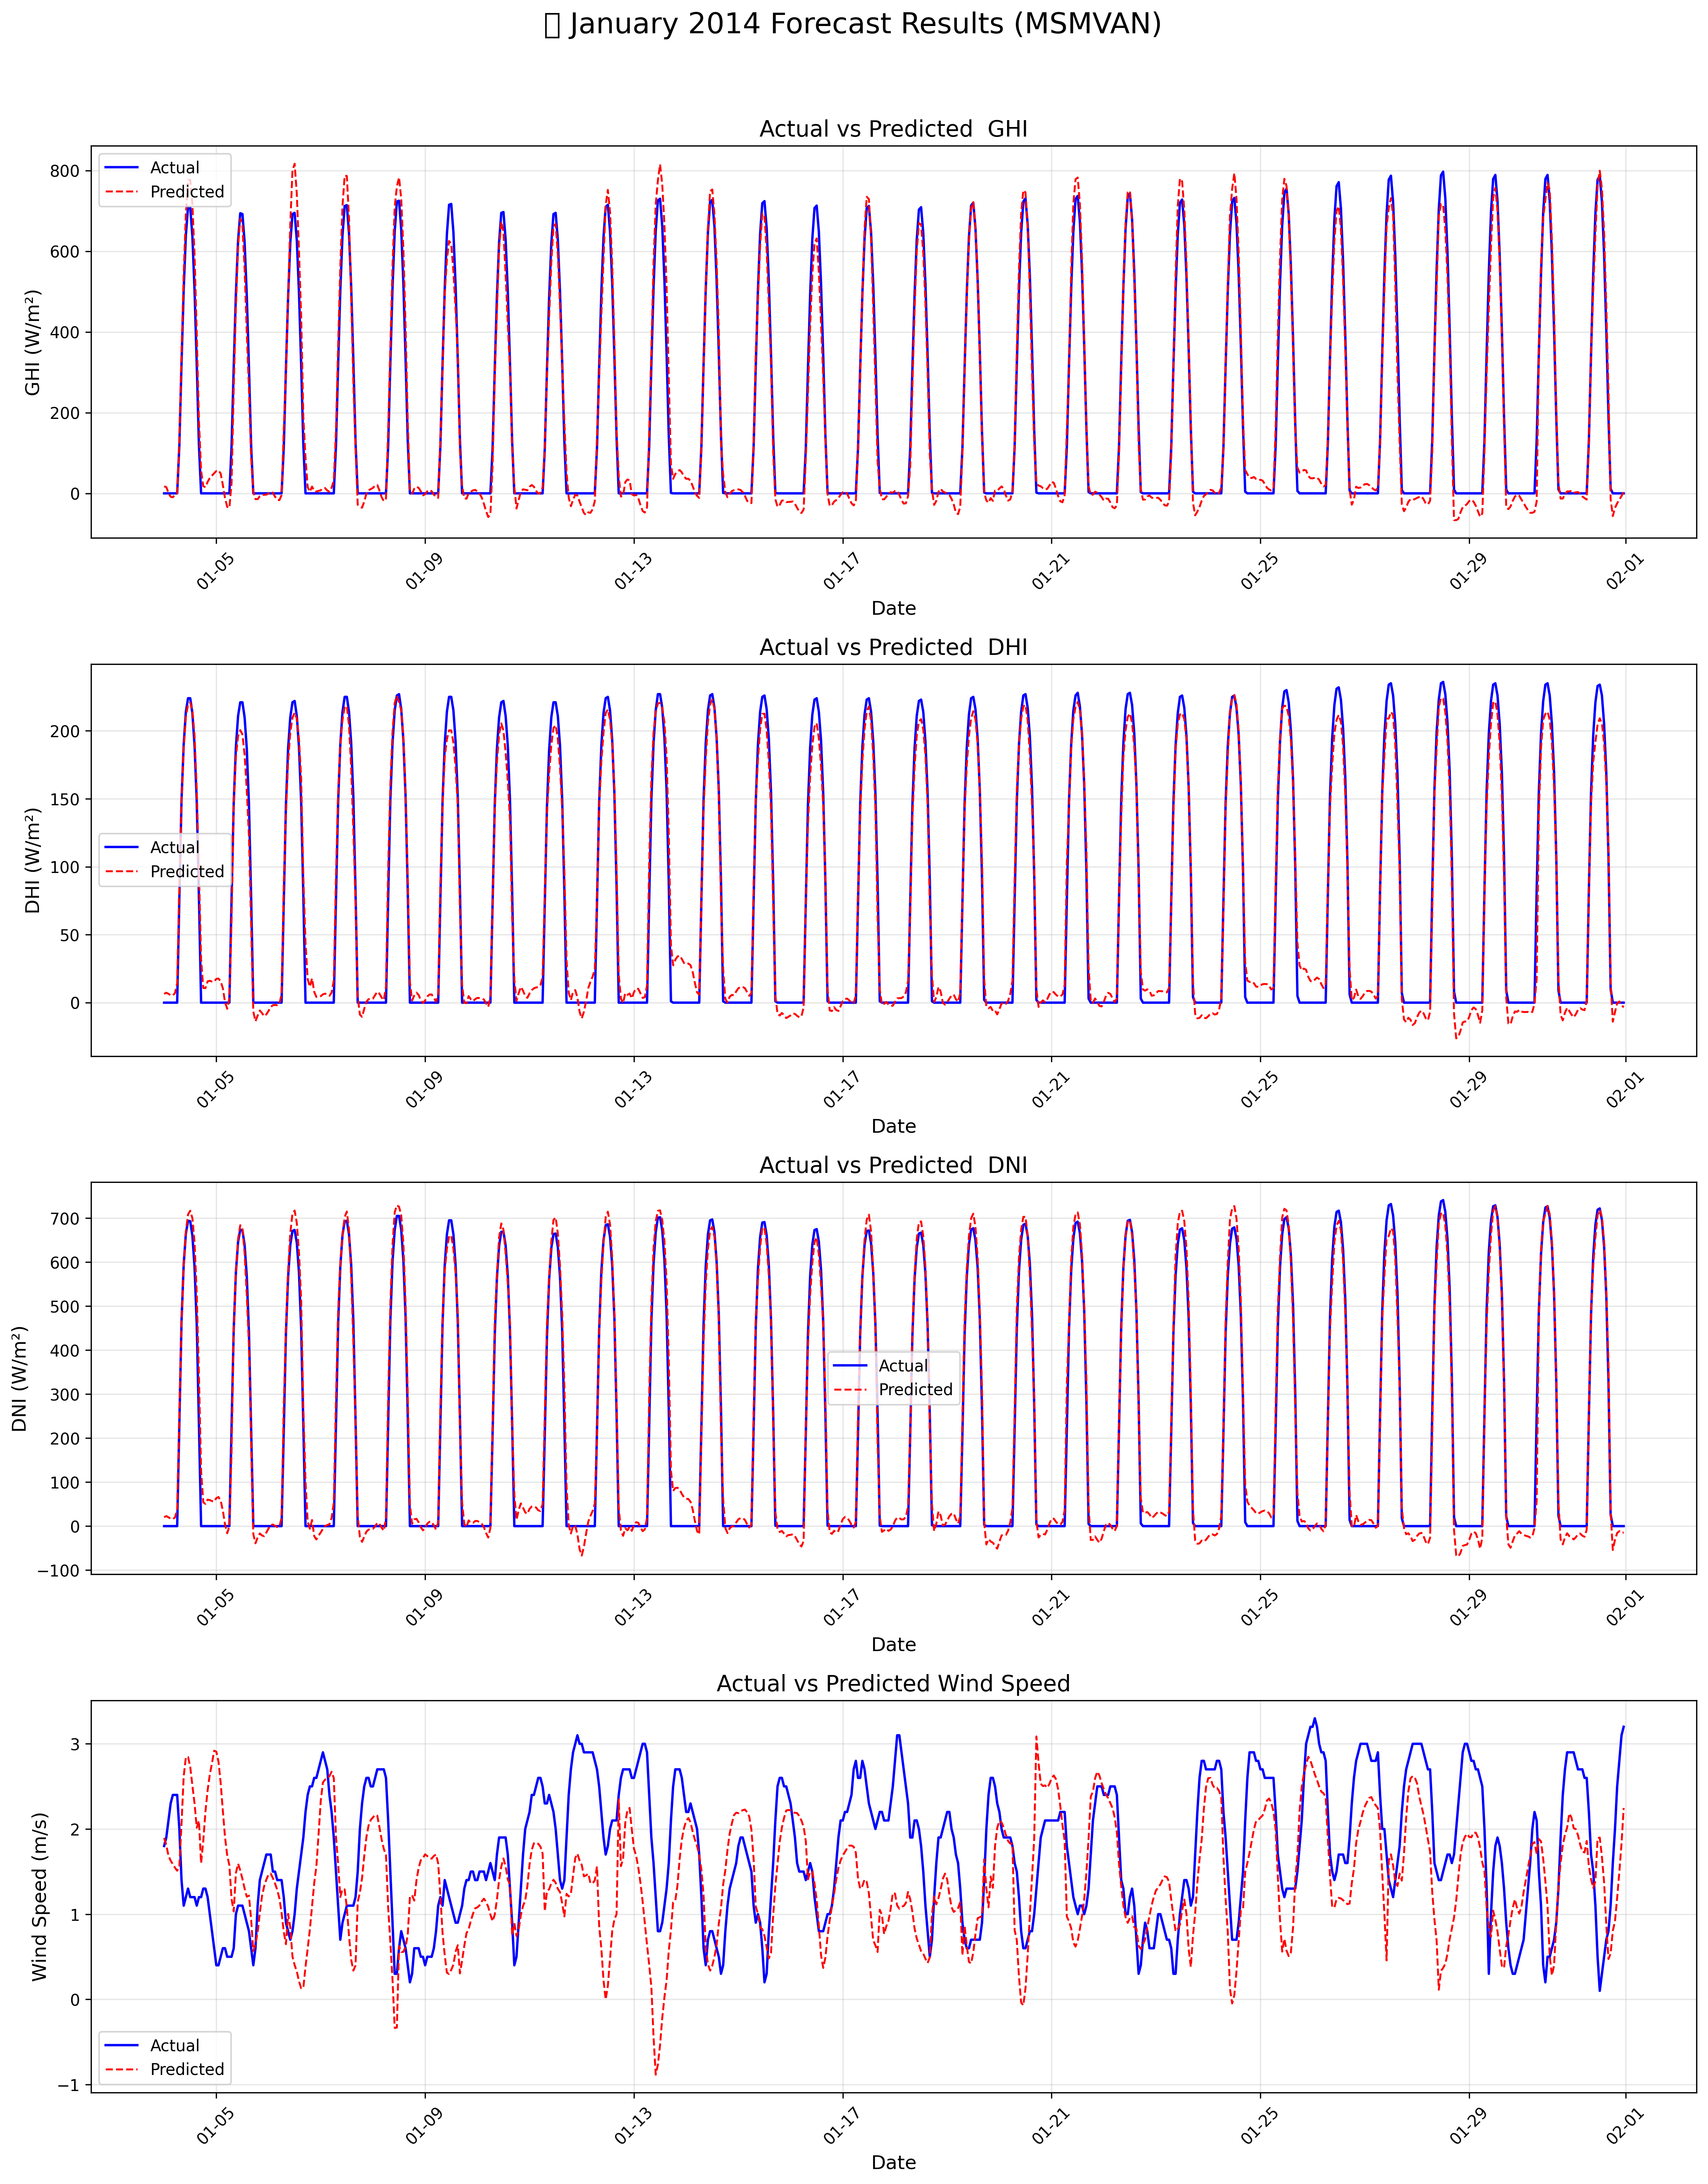 January 2014 Forecast Results (MSMVAN)
Actual vs Predicted  GHI
Actual
Predicted
GHI (W/m²)
800
600
400
200
0
01-05 01-09 01-13 01-17 01-21 01-25 01-29 02-01
Date
Actual vs Predicted  DHI
Actual
Predicted
DHI (W/m²)
200
150
100
50
0
01-05 01-09 01-13 01-17 01-21 01-25 01-29 02-01
Date
Actual vs Predicted  DNI
Actual
Predicted
DNI (W/m²)
700
600
500
400
300
200
100
0
−100
01-05 01-09 01-13 01-17 01-21 01-25 01-29 02-01
Date
Actual vs Predicted Wind Speed
Actual
Predicted
Wind Speed (m/s)
3
2
1
0
−1
01-05 01-09 01-13 01-17 01-21 01-25 01-29 02-01
Date